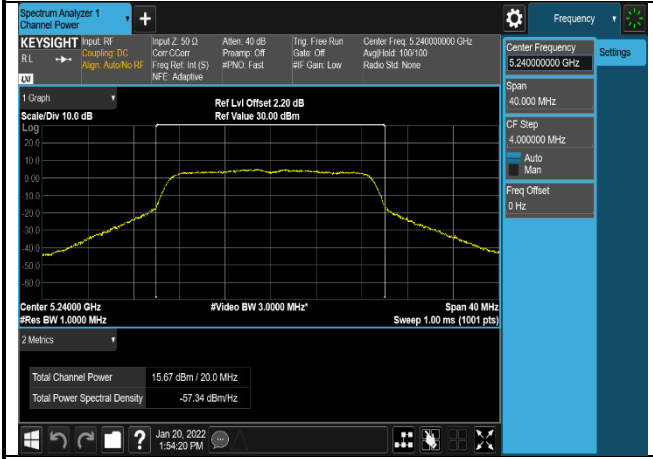 Spectrum Analyzer 1
Channel Power
+
Frequency
KEYSIGHT
RL
LXI
Input: RF
Coupling: DC
Align: Auto/No RF
Input Z: 50 Ω
Corr CCorr
Freq Ref: Int (S)
NFE: Adaptive
Atten: 40 dB
Preamp: Off
#PNO: Fast
Trig: Free Run
Gate: Off
#IF Gain: Low
Center Freq: 5.240000000 GHz
Avg|Hold: 100/100
Radio Std: None
Center Frequency
5.240000000 GHz
Settings
Span
40.000 MHz
CF Step
4.000000 MHz
Auto
Man
Freq Offset
0 Hz
1 Graph
Scale/Div 10.0 dB
Ref Lvl Offset 2.20 dB
Ref Value 30.00 dBm
Log
20.0
10.0
0.00
-10.0
-20.0
-30.0
-40.0
-50.0
-60.0
Center 5.24000 GHz
#Video BW 3.0000 MHz*
Span 40 MHz
#Res BW 1.0000 MHz
Sweep 1.00 ms (1001 pts)
2 Metrics
Total Channel Power 15.67 dBm / 20.0 MHz
Total Power Spectral Density -57.34 dBm/Hz
?
Jan 20, 2022
1:54:20 PM